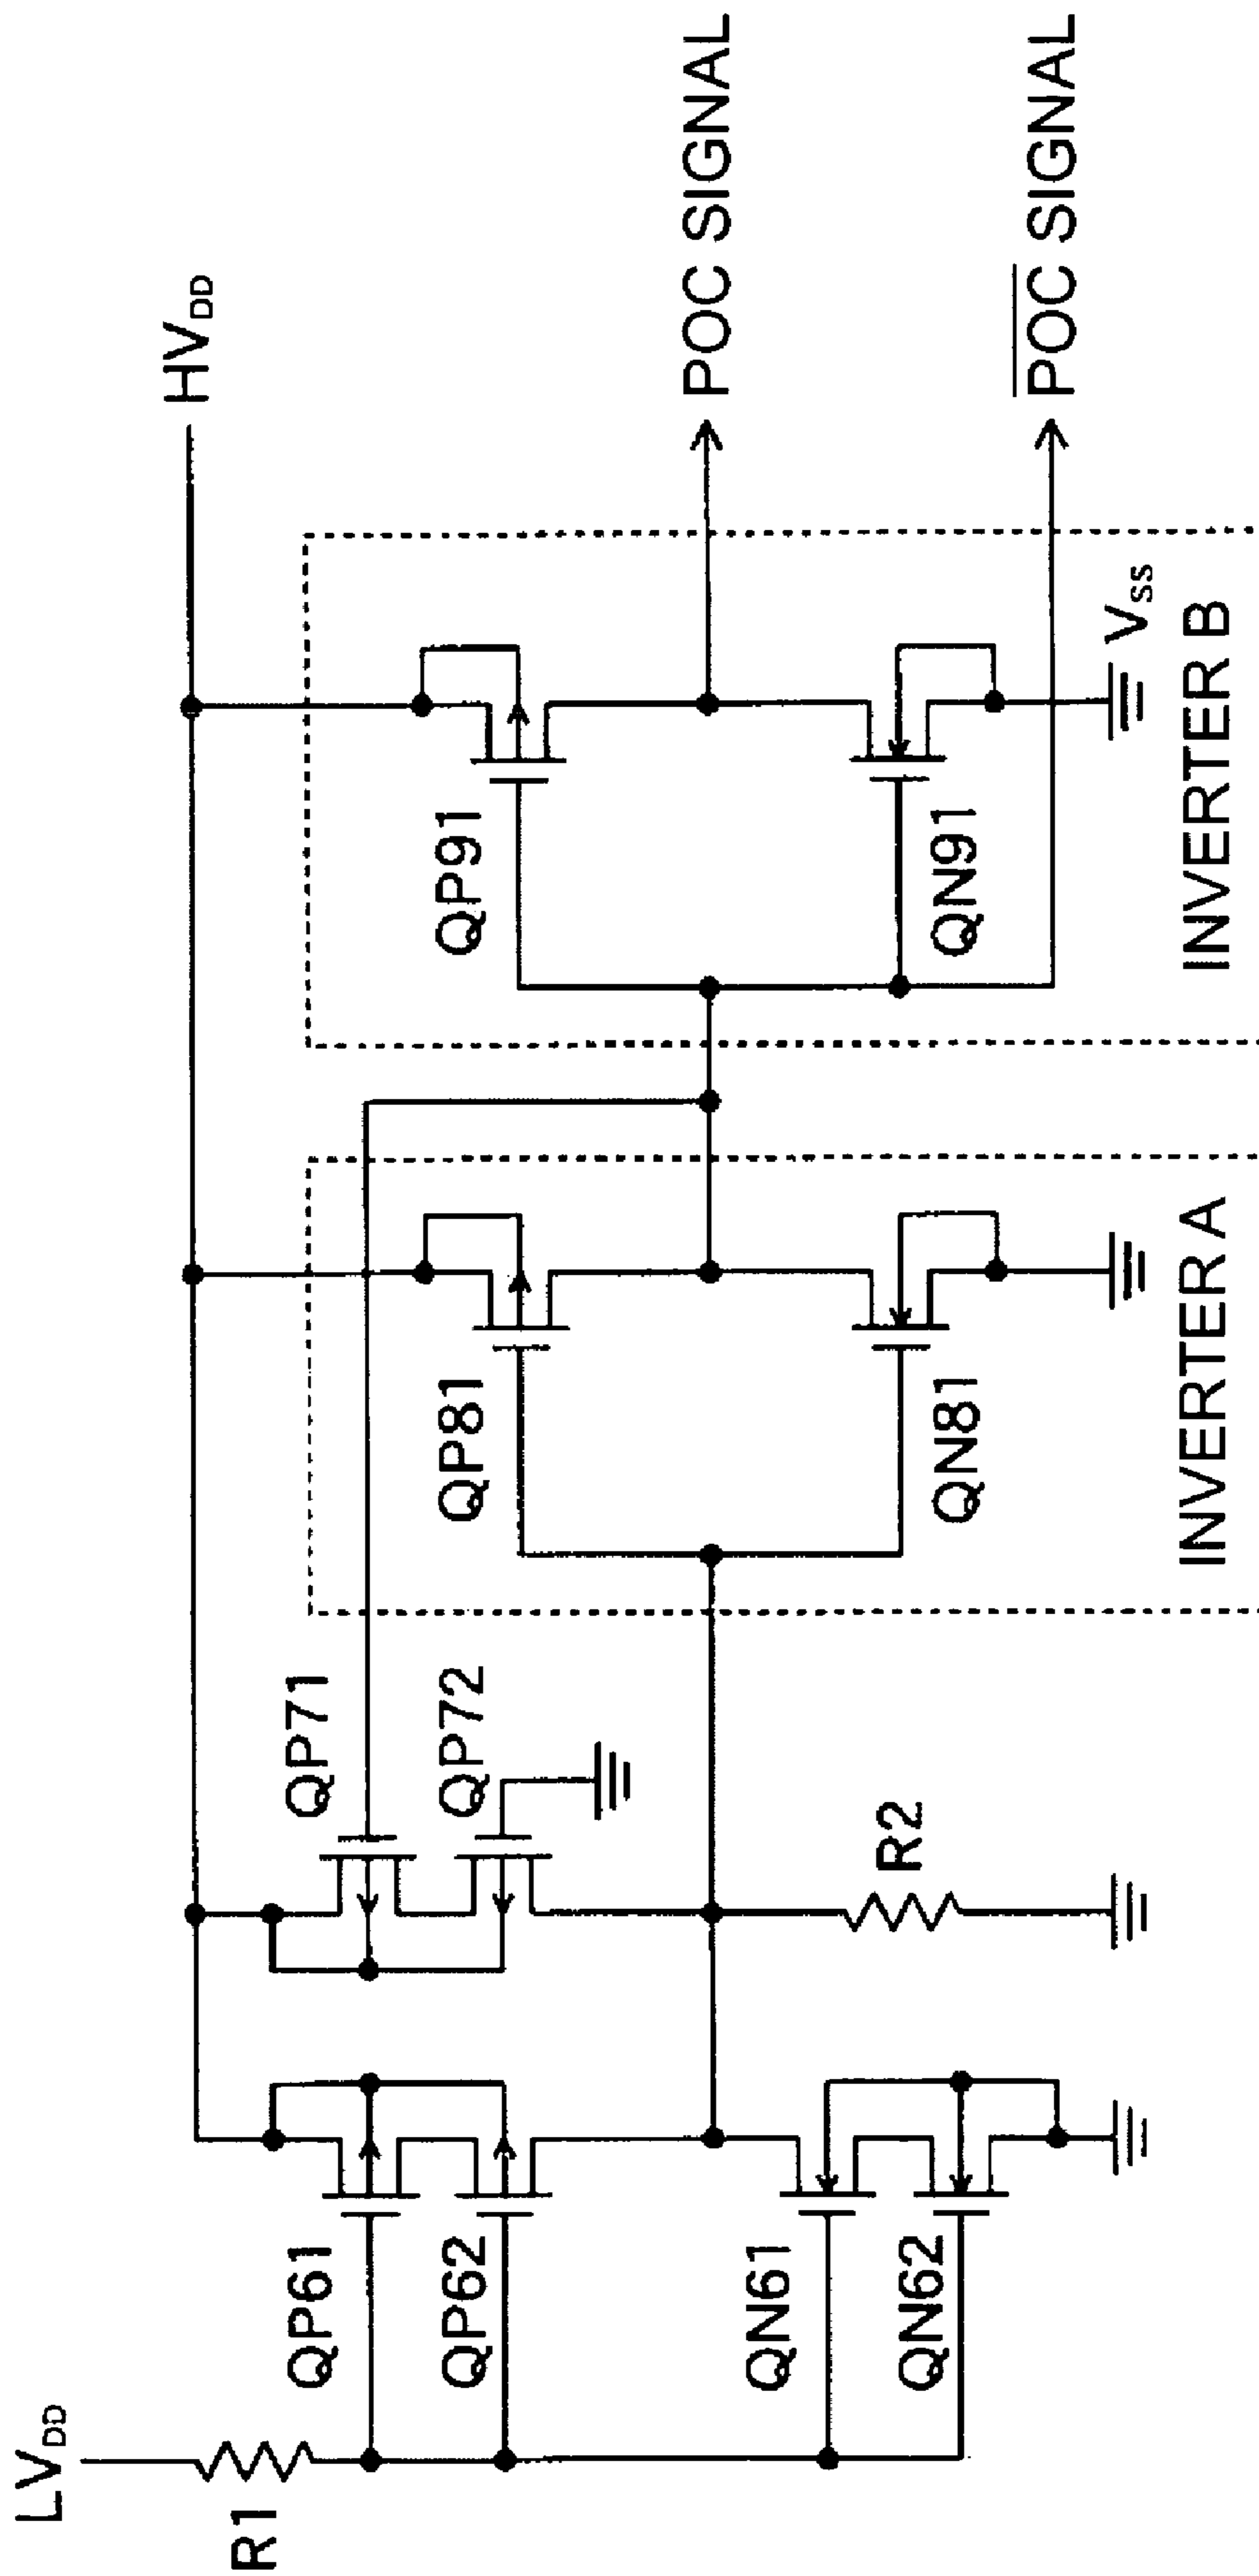 LV_DD
R1
HV_DD
QP61
QP62
QN61
QN62
QP71
QP72
R2
QP81
QN81
INVERTER A
QP91
QN91
V_SS
INVERTER B
POC SIGNAL
P̅O̅C̅ SIGNAL